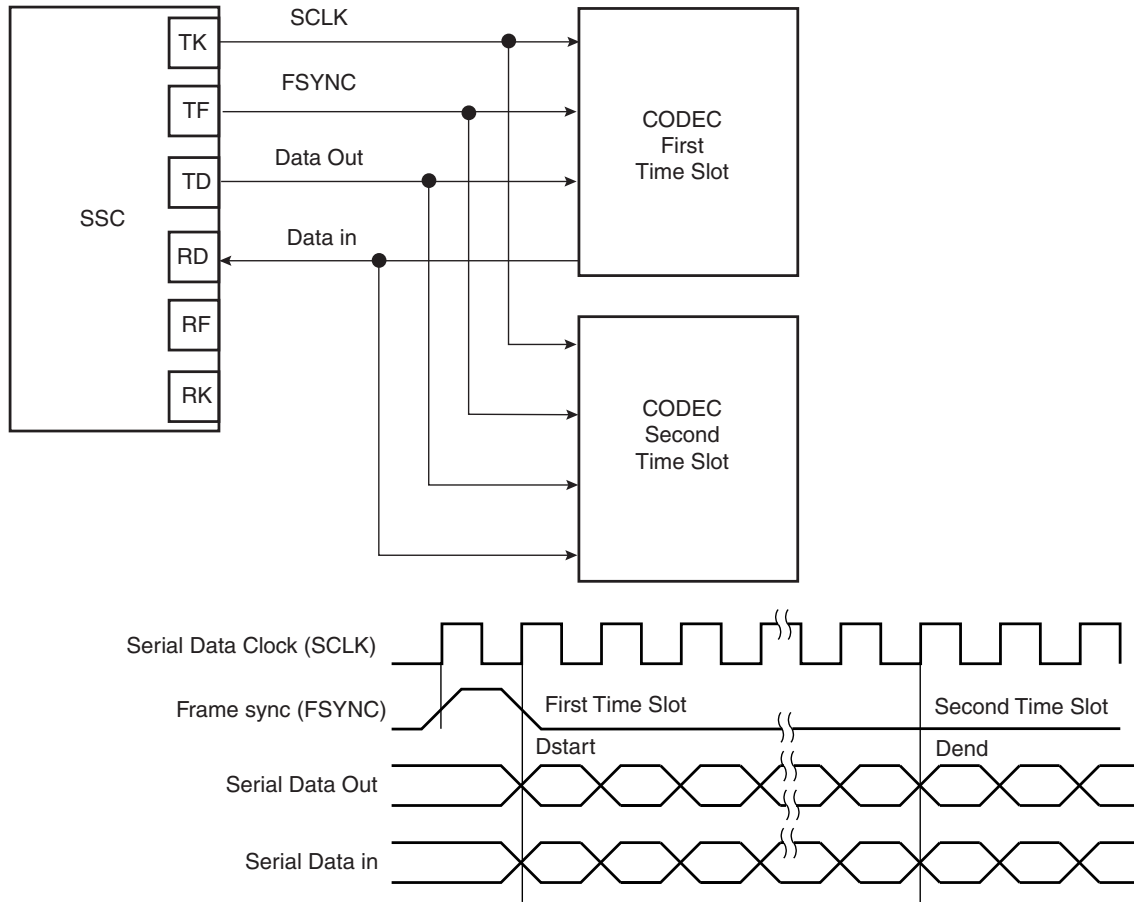 SSC
TK
TF
TD
RD
RF
RK
SCLK
FSYNC
Data Out
Data in
CODEC
First
Time Slot
CODEC
Second
Time Slot
Serial Data Clock (SCLK)
Frame sync (FSYNC)
First Time Slot
Second Time Slot
Dstart
Dend
Serial Data Out
Serial Data in